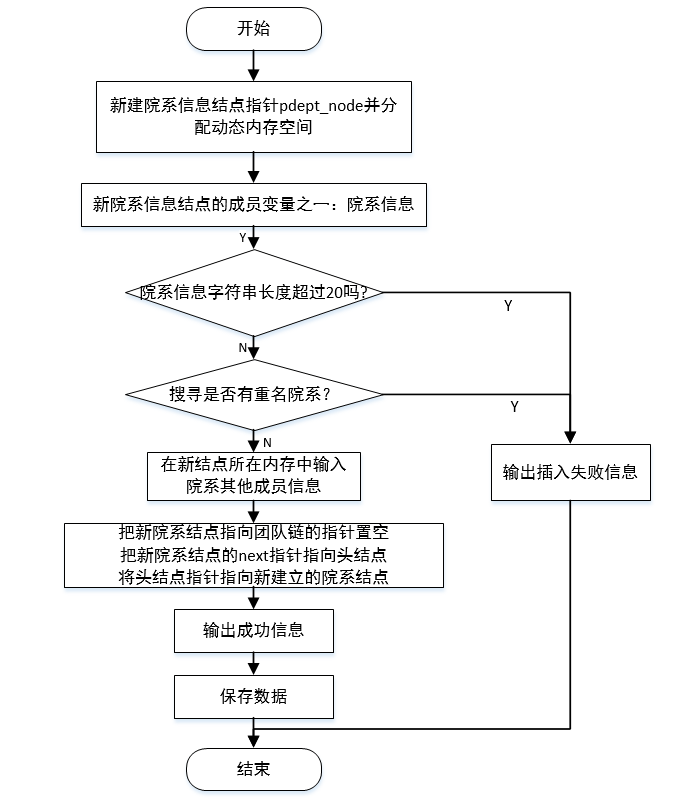 开始
新建院系信息结点指针pdept_node并分
配动态内存空间
新院系信息结点的成员变量之一：院系信息
Y
院系信息字符串长度超过20吗?
Y
N
搜寻是否有重名院系？
Y
N
在新结点所在内存中输入
院系其他成员信息
输出插入失败信息
把新院系结点指向团队链的指针置空
把新院系结点的next指针指向头结点
将头结点指针指向新建立的院系结点
输出成功信息
保存数据
结束